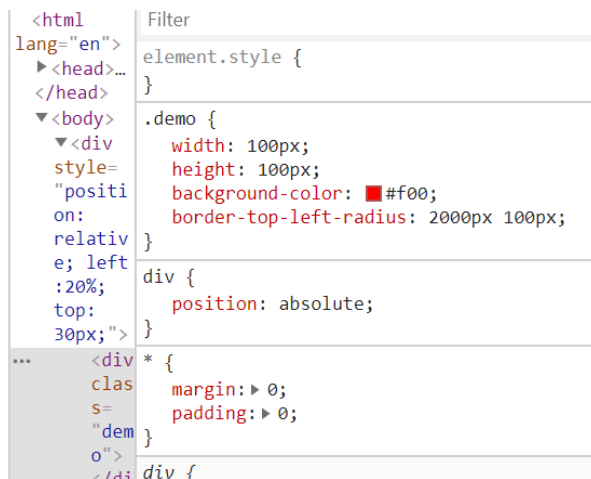 <html
lang="en">
▶<head>…
</head>
▼<body>
▼<div
style=
"positi
on:
relativ
e; left
:20%;
top:
30px;">
... <div
clas
s=
"dem
o">
</di
Filter
element.style {
}
.demo {
width: 100px;
height: 100px;
background-color: #f00;
border-top-left-radius: 2000px 100px;
}
div {
position: absolute;
}
* {
margin:▶ 0;
padding:▶ 0;
}
div {